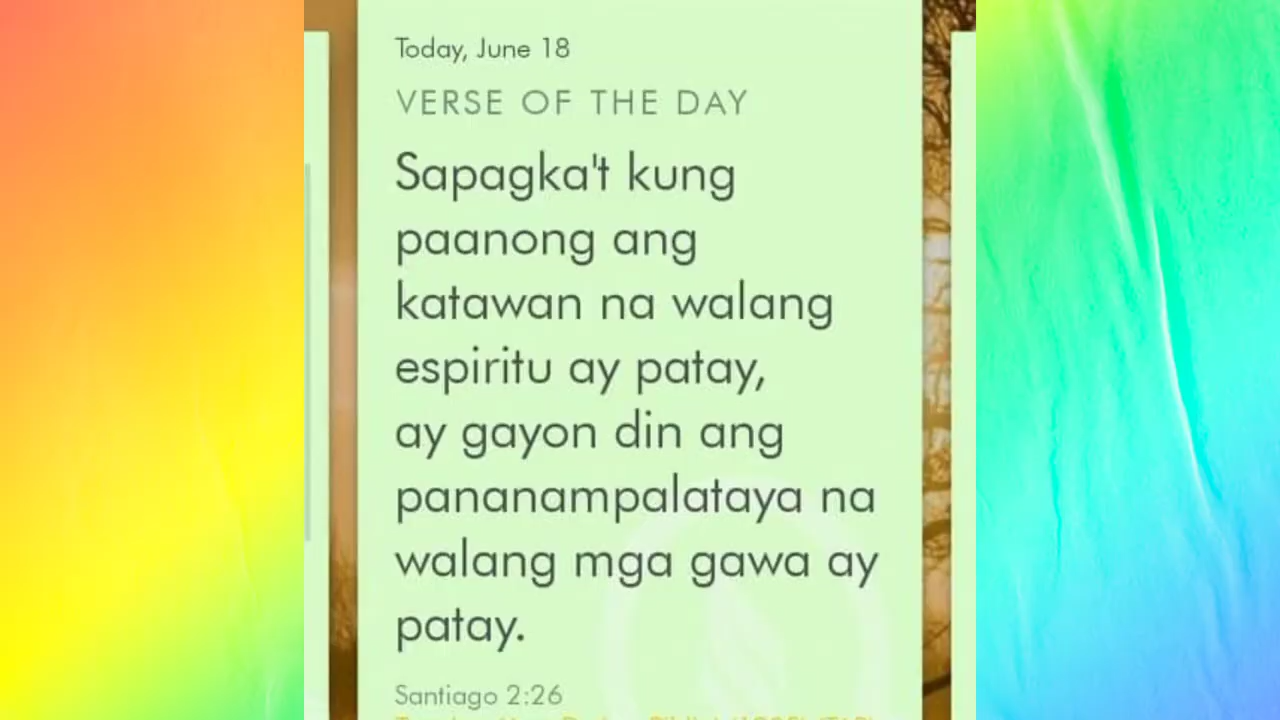 Today, June 18
VERSE OF THE DAY
Sapagka't kung
paanong ang
katawan na walang
espiritu ay patay,
ay gayon din ang
pananampalataya na
walang mga gawa ay
patay.
Santiago 2:26